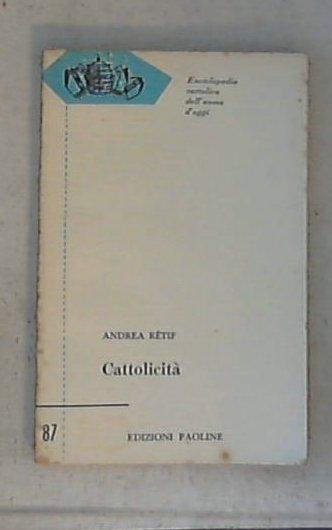 Enciclopedia
cattolica
dell'uomo
d'oggi
ANDREA RÉTIF
Cattolicità
87
EDIZIONI PAOLINE